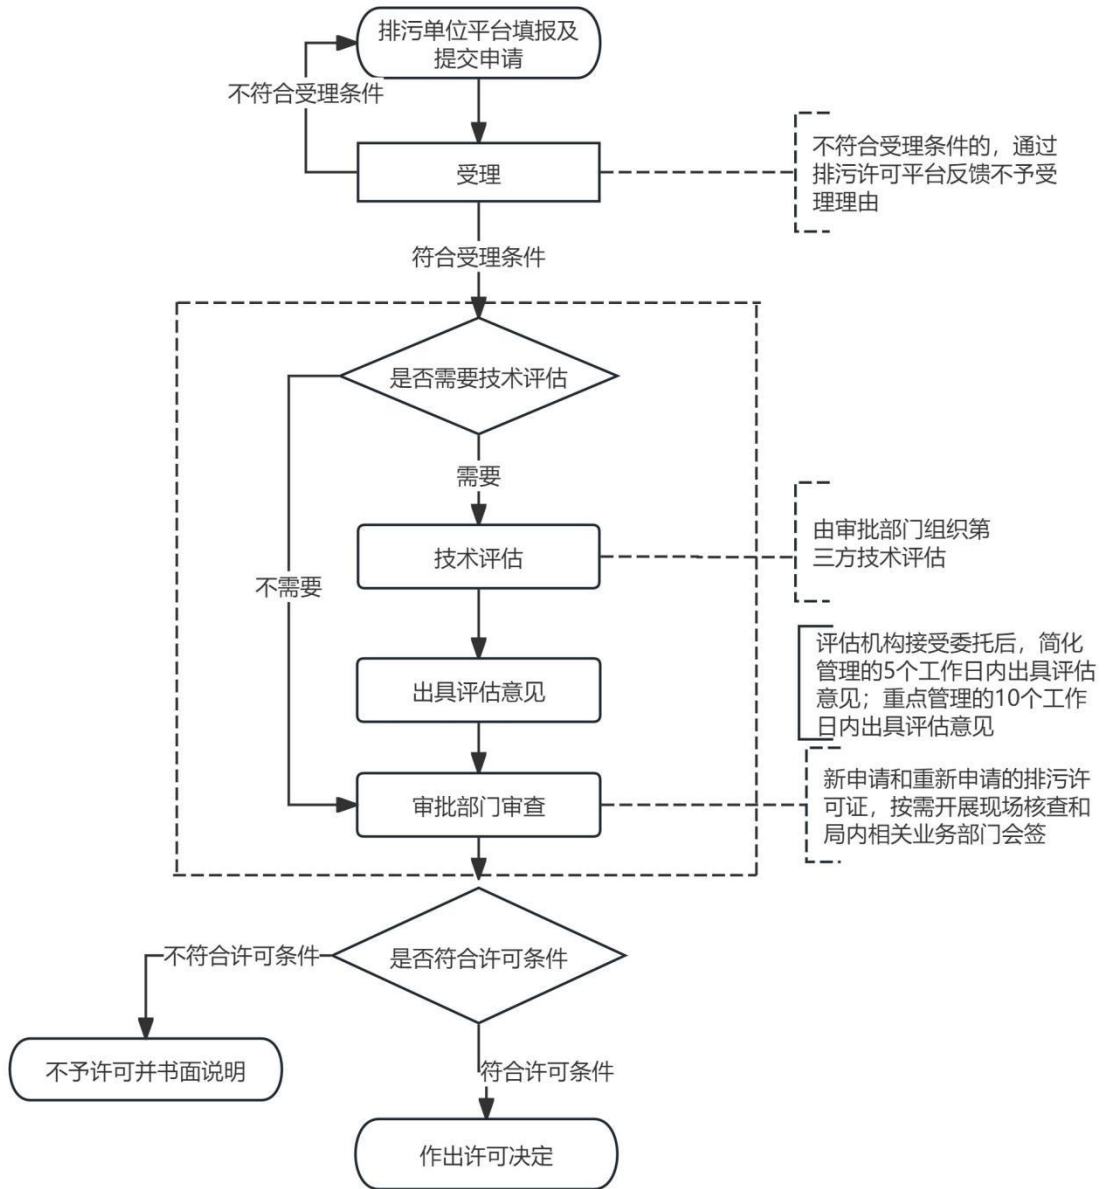 排污单位平台填报及
提交申请
不符合受理条件
受理
不符合受理条件的，通过
排污许可平台反馈不予受
理理由
符合受理条件
是否需要技术评估
需要
不需要
技术评估
由审批部门组织第
三方技术评估
出具评估意见
评估机构接受委托后，简化
管理的5个工作日内出具评估
意见；重点管理的10个工作
日内出具评估意见
审批部门审查
新申请和重新申请的排污许
可证，按需开展现场核查和
局内相关业务部门会签
是否符合许可条件
不符合许可条件
不予许可并书面说明
符合许可条件
作出许可决定